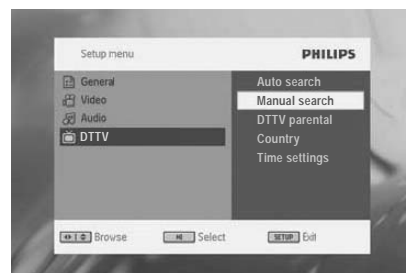 Setup menu
PHILIPS
General
Video
Audio
DTTV
Auto search
Manual search
DTTV parental
Country
Time settings
Browse
Select
SETUP Exit